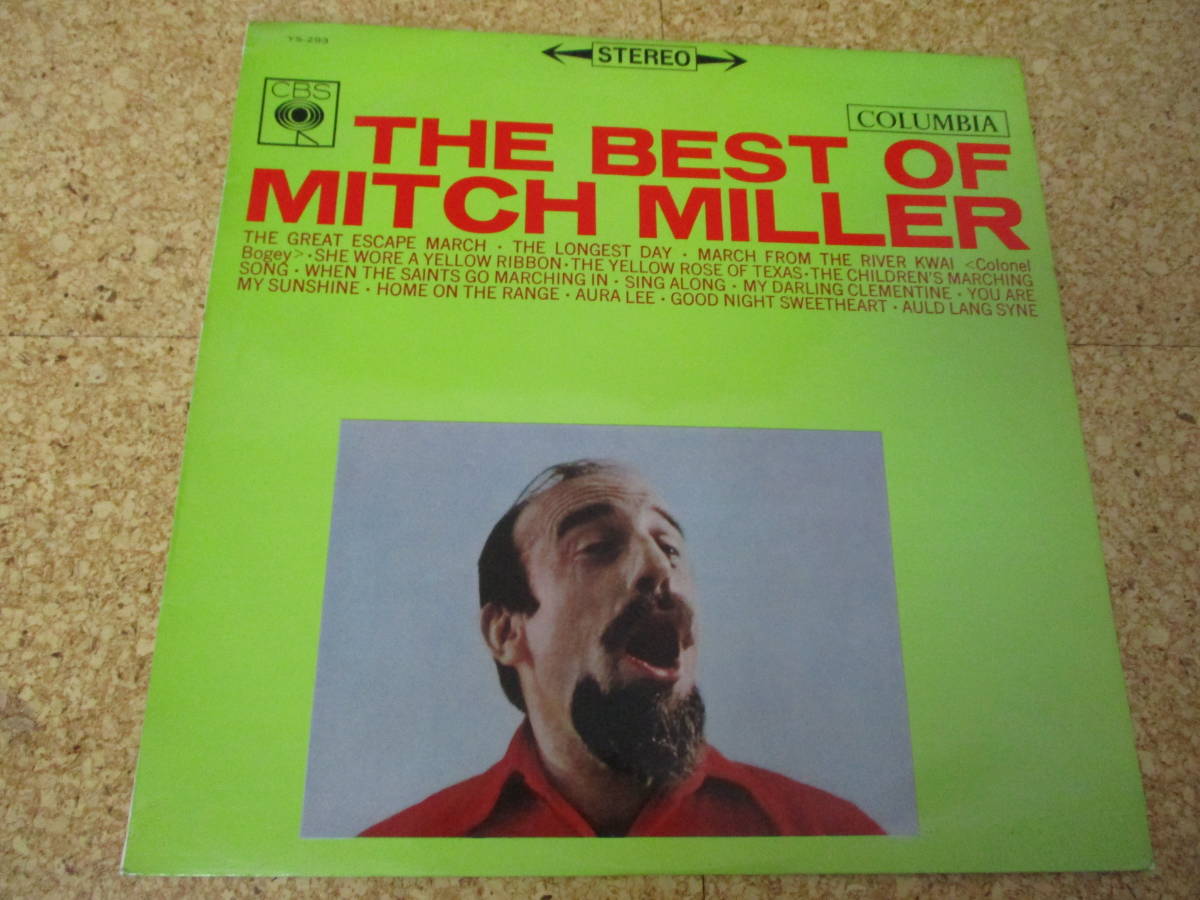 YS-293
STEREO
CBS
COLUMBIA
THE BEST OF
MITCH MILLER
THE GREAT ESCAPE MARCH · THE LONGEST DAY · MARCH FROM THE RIVER KWAI <Colonel
Bogey> · SHE WORE A YELLOW RIBBON · THE YELLOW ROSE OF TEXAS · THE CHILDREN'S MARCHING
SONG · WHEN THE SAINTS GO MARCHING IN · SING ALONG · MY DARLING CLEMENTINE · YOU ARE
MY SUNSHINE · HOME ON THE RANGE · AURA LEE · GOOD NIGHT SWEETHEART · AULD LANG SYNE